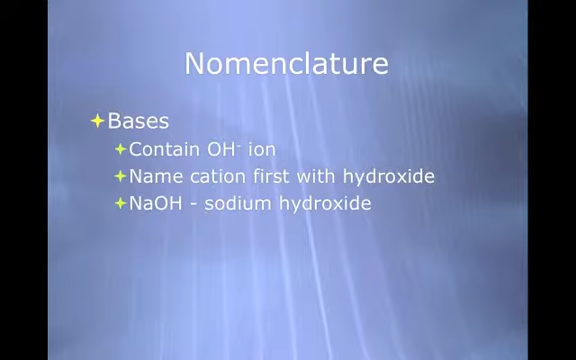 Nomenclature
Bases
Contain OH⁻ ion
Name cation first with hydroxide
NaOH - sodium hydroxide